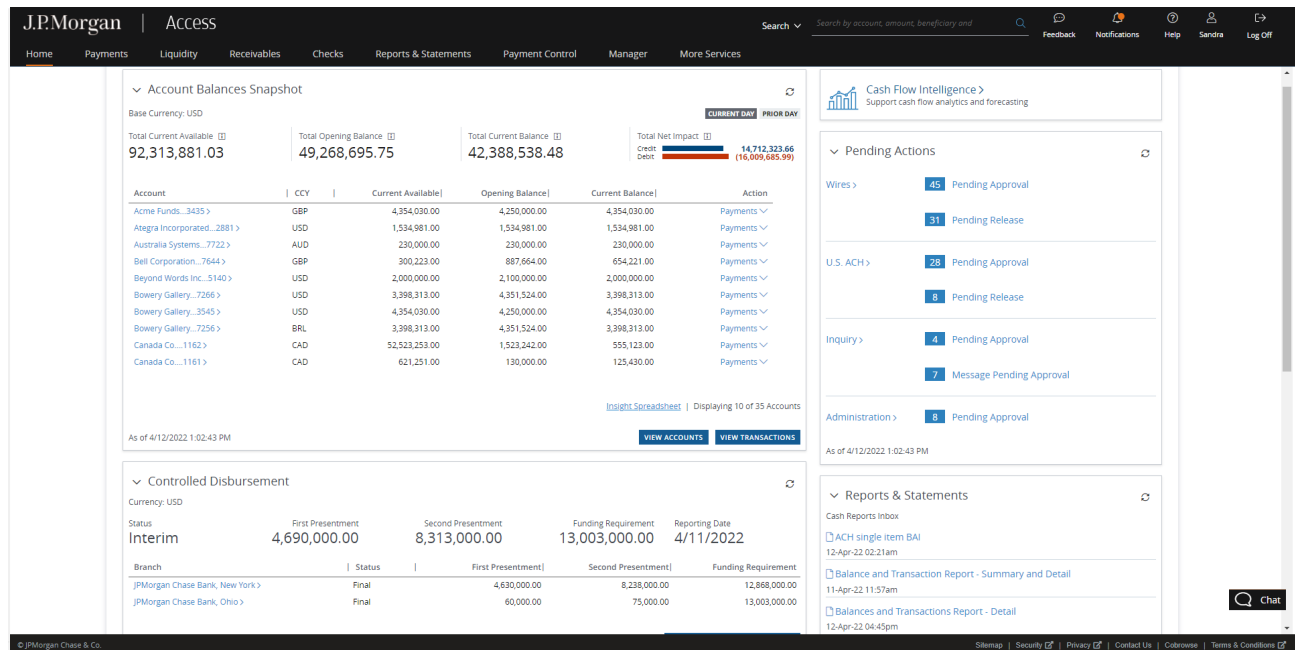 J.P.Morgan | Access
Search
Search by account, amount, beneficiary and
Feedback
Notifications
Help
Sandra
Log Off
Home Payments Liquidity Receivables Checks Reports & Statements Payment Control Manager More Services
Account Balances Snapshot
Base Currency: USD
CURRENT DAY PRIOR DAY
Total Current Available Total Opening Balance Total Current Balance Total Net Impact
92,313,881.03 49,268,695.75 42,388,538.48
Credit 14,712,323.66
Debit (16,009,685.99)
Account | CCY | Current Available| Opening Balance| Current Balance| Action
Acme Funds...3435 > GBP 4,354,030.00 4,250,000.00 4,354,030.00 Payments
Ategra Incorporated...2881 > USD 1,534,981.00 1,534,981.00 1,534,981.00 Payments
Australia Systems...7722 > AUD 230,000.00 230,000.00 230,000.00 Payments
Bell Corporation...7644 > GBP 300,223.00 887,664.00 654,221.00 Payments
Beyond Words Inc...5140 > USD 2,000,000.00 2,100,000.00 2,000,000.00 Payments
Bowery Gallery...7266 > USD 3,398,313.00 4,351,524.00 3,398,313.00 Payments
Bowery Gallery...3545 > USD 4,354,030.00 4,250,000.00 4,354,030.00 Payments
Bowery Gallery...7256 > BRL 3,398,313.00 4,351,524.00 3,398,313.00 Payments
Canada Co....1162 > CAD 52,523,253.00 1,523,242.00 555,123.00 Payments
Canada Co....1161 > CAD 621,251.00 130,000.00 125,430.00 Payments
Insight Spreadsheet | Displaying 10 of 35 Accounts
As of 4/12/2022 1:02:43 PM
VIEW ACCOUNTS VIEW TRANSACTIONS
Controlled Disbursement
Currency: USD
Status First Presentment Second Presentment Funding Requirement Reporting Date
Interim 4,690,000.00 8,313,000.00 13,003,000.00 4/11/2022
Branch | Status | First Presentment| Second Presentment| Funding Requirement
JPMorgan Chase Bank, New York > Final 4,630,000.00 8,238,000.00 12,868,000.00
JPMorgan Chase Bank, Ohio > Final 60,000.00 75,000.00 13,003,000.00
Cash Flow Intelligence >
Support cash flow analytics and forecasting
Pending Actions
Wires > 45 Pending Approval
31 Pending Release
U.S. ACH > 28 Pending Approval
8 Pending Release
Inquiry > 4 Pending Approval
7 Message Pending Approval
Administration > 8 Pending Approval
As of 4/12/2022 1:02:43 PM
Reports & Statements
Cash Reports Inbox
ACH single item BAI
12-Apr-22 02:21am
Balance and Transaction Report - Summary and Detail
11-Apr-22 11:57am
Balances and Transactions Report - Detail
12-Apr-22 04:45pm
Chat
© JPMorgan Chase & Co.
Sitemap | Security | Privacy | Contact Us | Cobrowse | Terms & Conditions